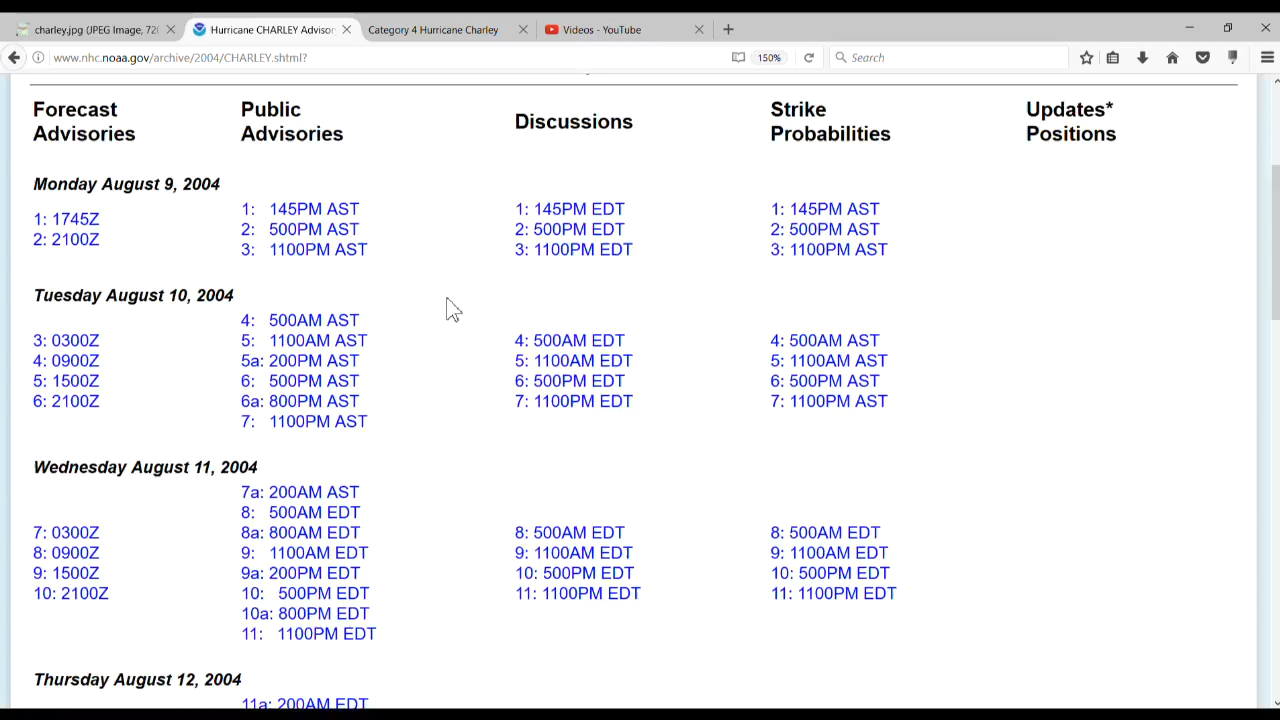 charley.jpg (JPEG Image, 72
Hurricane CHARLEY Advisor
Category 4 Hurricane Charley
Videos - YouTube
www.nhc.noaa.gov/archive/2004/CHARLEY.shtml?
150%
Search
Forecast Advisories
Public Advisories
Discussions
Strike Probabilities
Updates* Positions
Monday August 9, 2004
1: 1745Z
2: 2100Z
1: 145PM AST
2: 500PM AST
3: 1100PM AST
1: 145PM EDT
2: 500PM EDT
3: 1100PM EDT
1: 145PM AST
2: 500PM AST
3: 1100PM AST
Tuesday August 10, 2004
3: 0300Z
4: 0900Z
5: 1500Z
6: 2100Z
4: 500AM AST
5: 1100AM AST
5a: 200PM AST
6: 500PM AST
6a: 800PM AST
7: 1100PM AST
4: 500AM EDT
5: 1100AM EDT
6: 500PM EDT
7: 1100PM EDT
4: 500AM AST
5: 1100AM AST
6: 500PM AST
7: 1100PM AST
Wednesday August 11, 2004
7: 0300Z
8: 0900Z
9: 1500Z
10: 2100Z
7a: 200AM AST
8: 500AM EDT
8a: 800AM EDT
9: 1100AM EDT
9a: 200PM EDT
10: 500PM EDT
10a: 800PM EDT
11: 1100PM EDT
8: 500AM EDT
9: 1100AM EDT
10: 500PM EDT
11: 1100PM EDT
8: 500AM EDT
9: 1100AM EDT
10: 500PM EDT
11: 1100PM EDT
Thursday August 12, 2004
11a: 200AM EDT